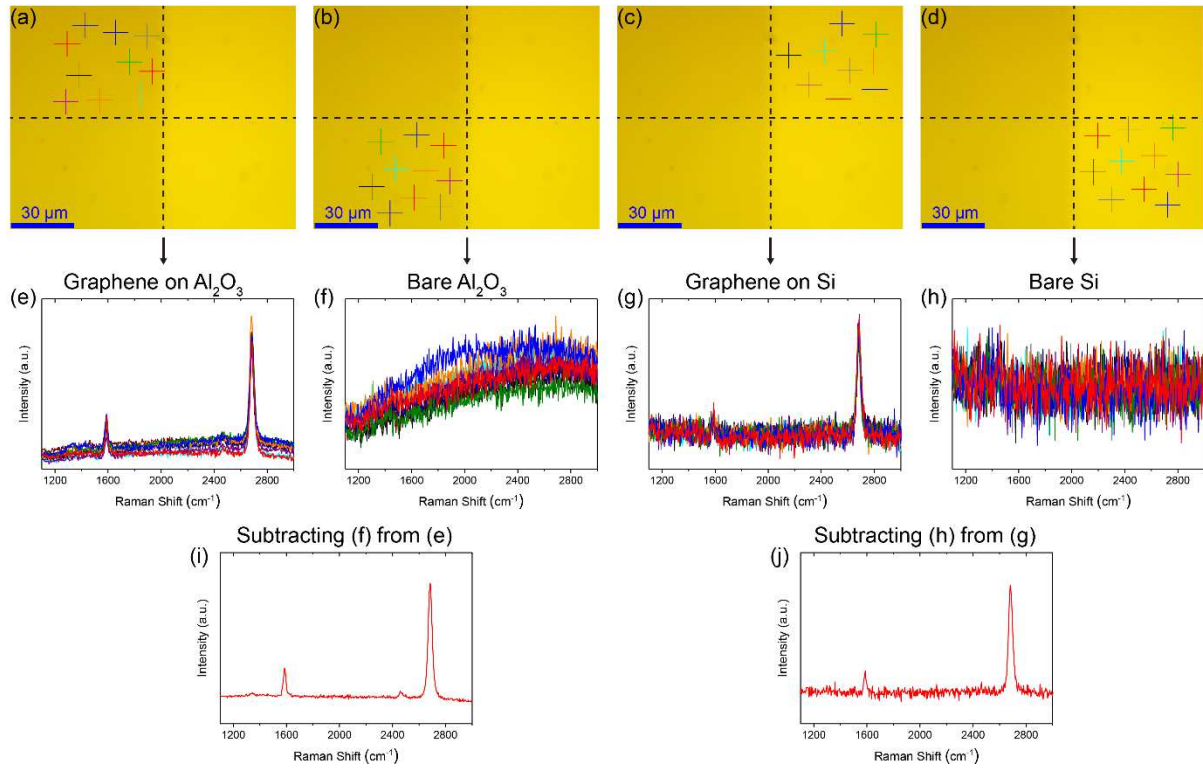 (a) (b) (c) (d)
30 µm 30 µm 30 µm 30 µm
Graphene on Al₂O₃ Bare Al₂O₃ Graphene on Si Bare Si
(e) (f) (g) (h)
Intensity (a.u.) Intensity (a.u.) Intensity (a.u.) Intensity (a.u.)
1200 1600 2000 2400 2800 1200 1600 2000 2400 2800 1200 1600 2000 2400 2800 1200 1600 2000 2400 2800
Raman Shift (cm⁻¹) Raman Shift (cm⁻¹) Raman Shift (cm⁻¹) Raman Shift (cm⁻¹)
Subtracting (f) from (e) Subtracting (h) from (g)
(i) (j)
Intensity (a.u.) Intensity (a.u.)
1200 1600 2000 2400 2800 1200 1600 2000 2400 2800
Raman Shift (cm⁻¹) Raman Shift (cm⁻¹)